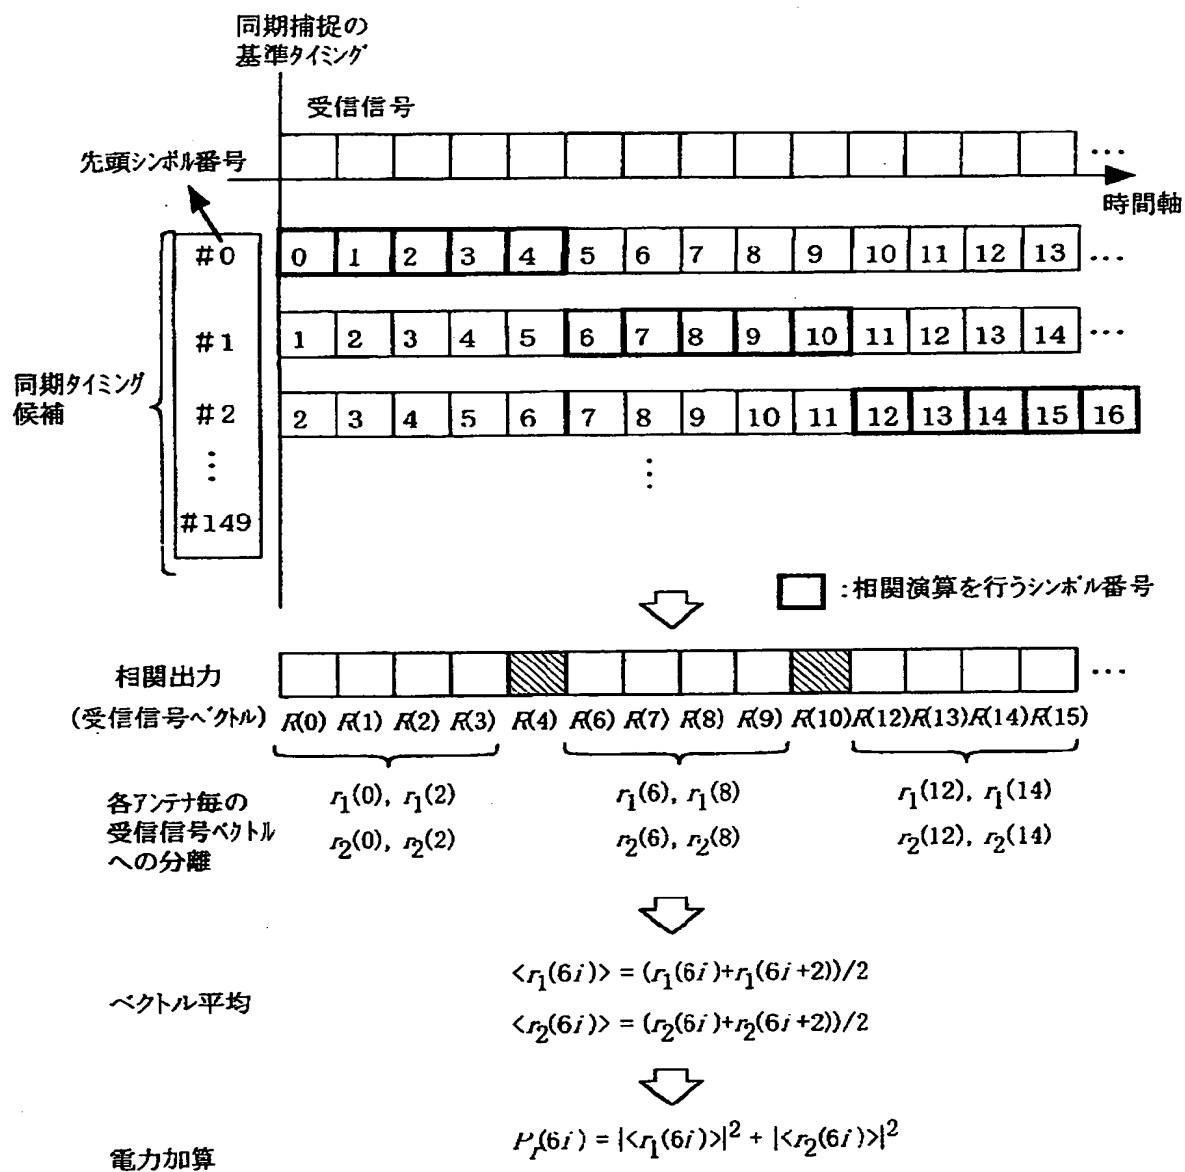 同期捕捉の
基準タイミング
受信信号
先頭シンボル番号
...
時間軸
#0 0 1 2 3 4 5 6 7 8 9 10 11 12 13 ...
#1 1 2 3 4 5 6 7 8 9 10 11 12 13 14 ...
同期タイミング
候補
#2 2 3 4 5 6 7 8 9 10 11 12 13 14 15 16
⋮ ⋮
#149
:相関演算を行うシンボル番号
相関出力 ...
(受信信号ベクトル) R(0) R(1) R(2) R(3) R(4) R(6) R(7) R(8) R(9) R(10) R(12) R(13) R(14) R(15)
各アンテナ毎の
受信信号ベクトル
への分離
r1(0), r1(2) r1(6), r1(8) r1(12), r1(14)
r2(0), r2(2) r2(6), r2(8) r2(12), r2(14)
ベクトル平均
<r1(6i)> = (r1(6i)+r1(6i+2))/2
<r2(6i)> = (r2(6i)+r2(6i+2))/2
電力加算
Pr(6i) = |<r1(6i)>|² + |<r2(6i)>|²